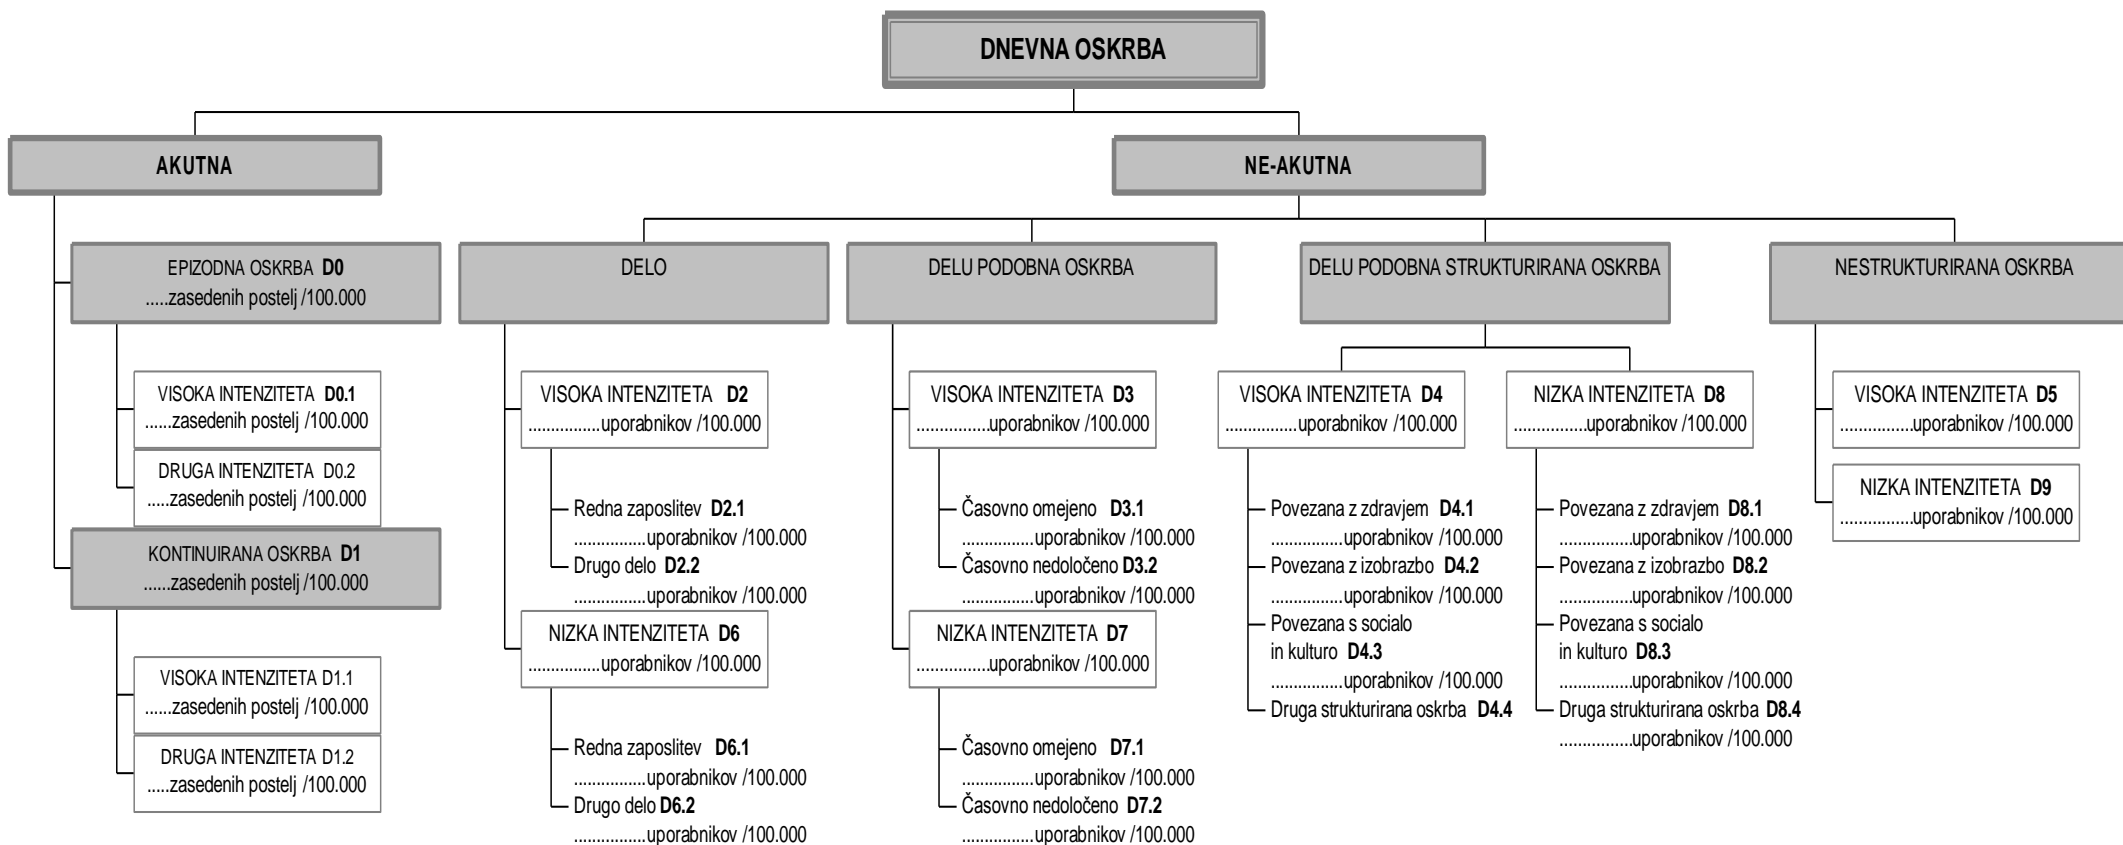 DNEVNA OSKRBA
AKUTNA
NE-AKUTNA
EPIZODNA OSKRBA D0
.....zasedenih postelj /100.000
VISOKA INTENZITETA D0.1
......zasedenih postelj /100.000
DRUGA INTENZITETA D0.2
.....zasedenih postelj /100.000
KONTINUIRANA OSKRBA D1
......zasedenih postelj /100.000
VISOKA INTENZITETA D1.1
......zasedenih postelj /100.000
DRUGA INTENZITETA D1.2
.....zasedenih postelj /100.000
DELO
VISOKA INTENZITETA D2
................uporabnikov /100.000
Redna zaposlitev D2.1
................uporabnikov /100.000
Drugo delo D2.2
................uporabnikov /100.000
NIZKA INTENZITETA D6
................uporabnikov /100.000
Redna zaposlitev D6.1
................uporabnikov /100.000
Drugo delo D6.2
................uporabnikov /100.000
DELU PODOBNA OSKRBA
VISOKA INTENZITETA D3
................uporabnikov /100.000
Časovno omejeno D3.1
................uporabnikov /100.000
Časovno nedoločeno D3.2
................uporabnikov /100.000
NIZKA INTENZITETA D7
................uporabnikov /100.000
Časovno omejeno D7.1
................uporabnikov /100.000
Časovno nedoločeno D7.2
................uporabnikov /100.000
DELU PODOBNA STRUKTURIRANA OSKRBA
VISOKA INTENZITETA D4
................uporabnikov /100.000
Povezana z zdravjem D4.1
................uporabnikov /100.000
Povezana z izobrazbo D4.2
................uporabnikov /100.000
Povezana s socialo
in kulturo D4.3
................uporabnikov /100.000
Druga strukturirana oskrba D4.4
NIZKA INTENZITETA D8
................uporabnikov /100.000
Povezana z zdravjem D8.1
................uporabnikov /100.000
Povezana z izobrazbo D8.2
................uporabnikov /100.000
Povezana s socialo
in kulturo D8.3
................uporabnikov /100.000
Druga strukturirana oskrba D8.4
................uporabnikov /100.000
NESTRUKTURIRANA OSKRBA
VISOKA INTENZITETA D5
................uporabnikov /100.000
NIZKA INTENZITETA D9
................uporabnikov /100.000